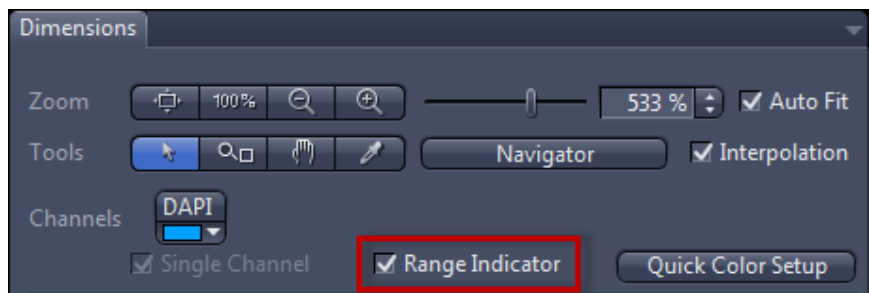 Dimensions
Zoom 100% 533 % Auto Fit
Tools Navigator Interpolation
Channels DAPI
Single Channel Range Indicator Quick Color Setup